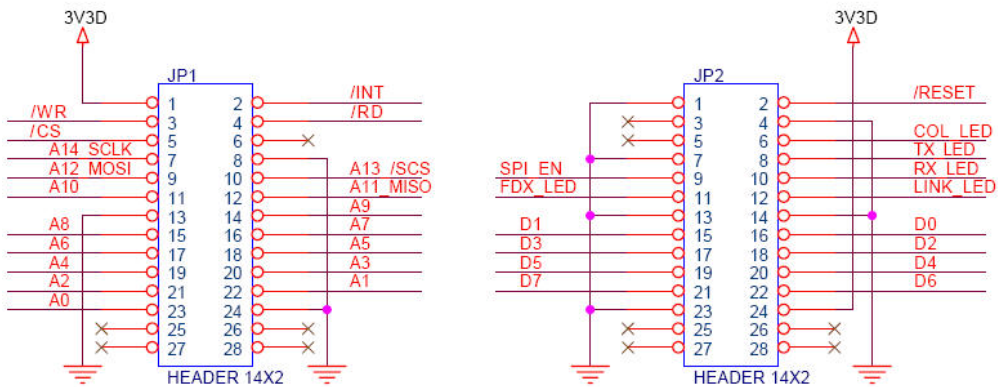 3V3D 3V3D
JP1 JP2
/INT /RESET
1 2 1 2
/WR /RD
3 4 3 4
/CS COL_LED
5 6 5 6
A14_SCLK TX_LED
7 8 7 8
A12_MOSI A13_/SCS SPI_EN RX_LED
9 10 9 10
A10 A11_MISO FDX_LED LINK_LED
11 12 11 12
A9
13 14 13 14
A8 A7 D1 D0
15 16 15 16
A6 A5 D3 D2
17 18 17 18
A4 A3 D5 D4
19 20 19 20
A2 A1 D7 D6
21 22 21 22
A0
23 24 23 24
25 26 25 26
27 28 27 28
HEADER 14X2 HEADER 14X2